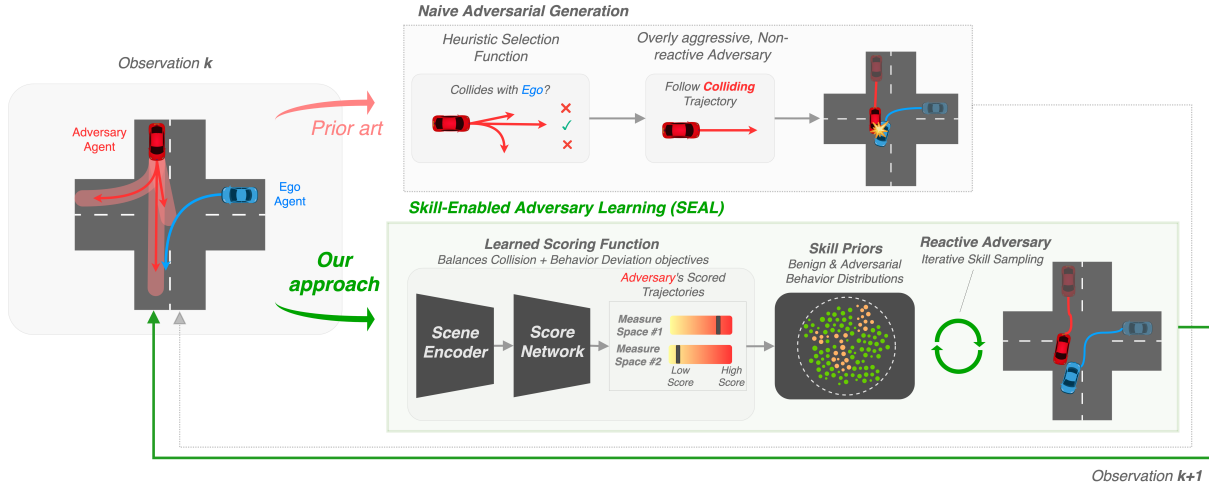 Naive Adversarial Generation
Observation k
Adversary
Agent
Ego
Agent
Prior art
Our
approach
Heuristic Selection
Function
Collides with Ego?
Overly aggressive, Non-
reactive Adversary
Follow Colliding
Trajectory
Skill-Enabled Adversary Learning (SEAL)
Learned Scoring Function
Balances Collision + Behavior Deviation objectives
Scene
Encoder
Score
Network
Adversary's Scored
Trajectories
Measure
Space #1
Measure
Space #2
Low
Score
High
Score
Skill Priors
Benign & Adversarial
Behavior Distributions
Reactive Adversary
Iterative Skill Sampling
Observation k+1